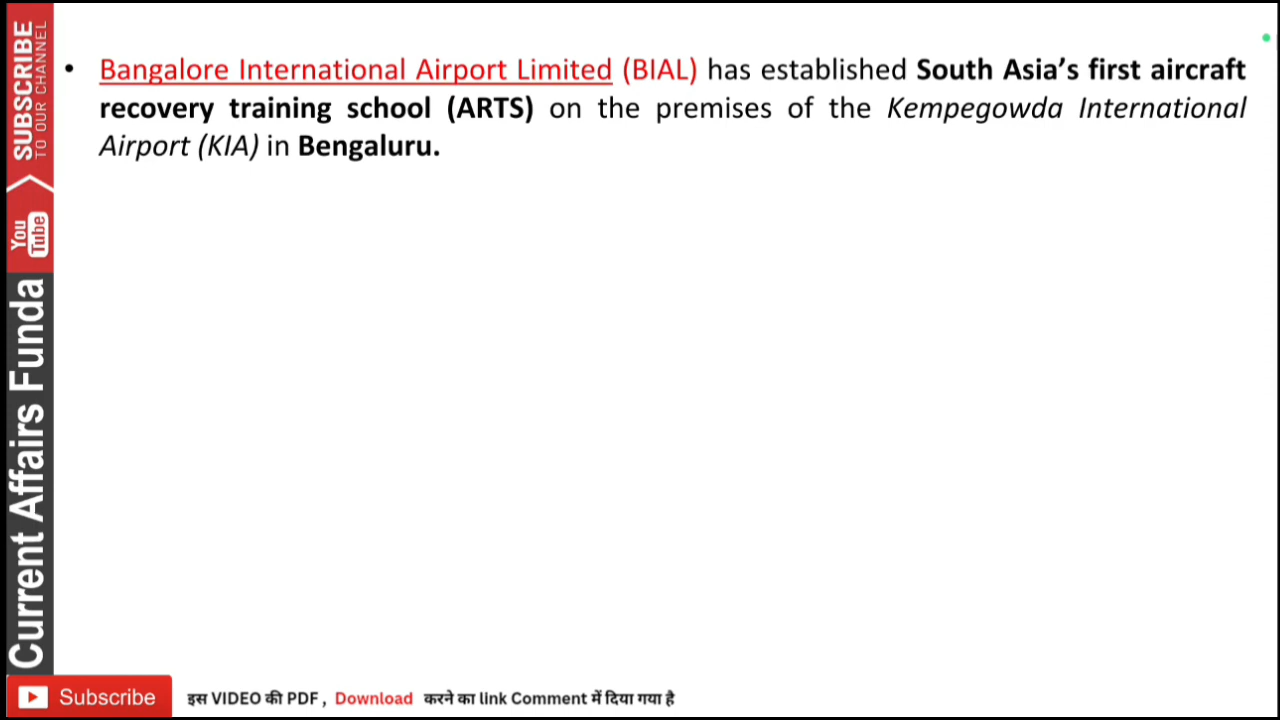 • Bangalore International Airport Limited (BIAL) has established South Asia’s first aircraft
recovery training school (ARTS) on the premises of the Kempegowda International
Airport (KIA) in Bengaluru.
SUBSCRIBE
TO OUR CHANNEL
You
Tube
Current Affairs Funda
Subscribe
इस VIDEO की PDF , Download करने का link Comment में दिया गया है